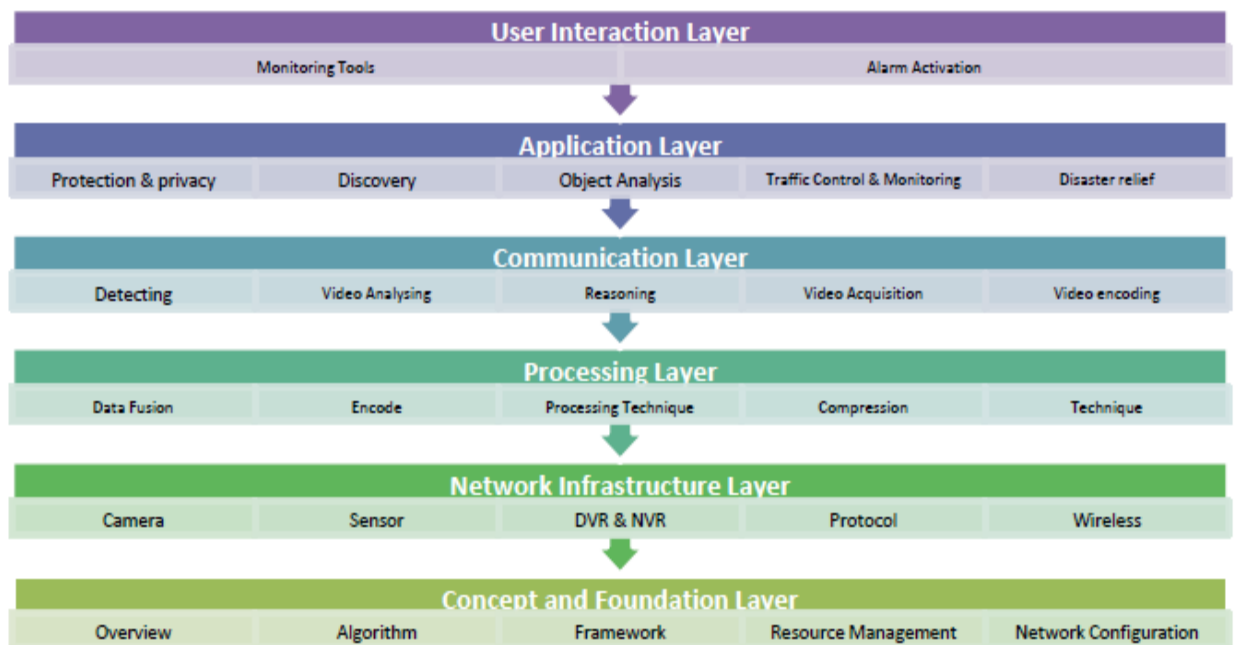 User Interaction Layer
Monitoring Tools Alarm Activation
Application Layer
Protection & privacy Discovery Object Analysis Traffic Control & Monitoring Disaster relief
Communication Layer
Detecting Video Analysing Reasoning Video Acquisition Video encoding
Processing Layer
Data Fusion Encode Processing Technique Compression Technique
Network Infrastructure Layer
Camera Sensor DVR & NVR Protocol Wireless
Concept and Foundation Layer
Overview Algorithm Framework Resource Management Network Configuration